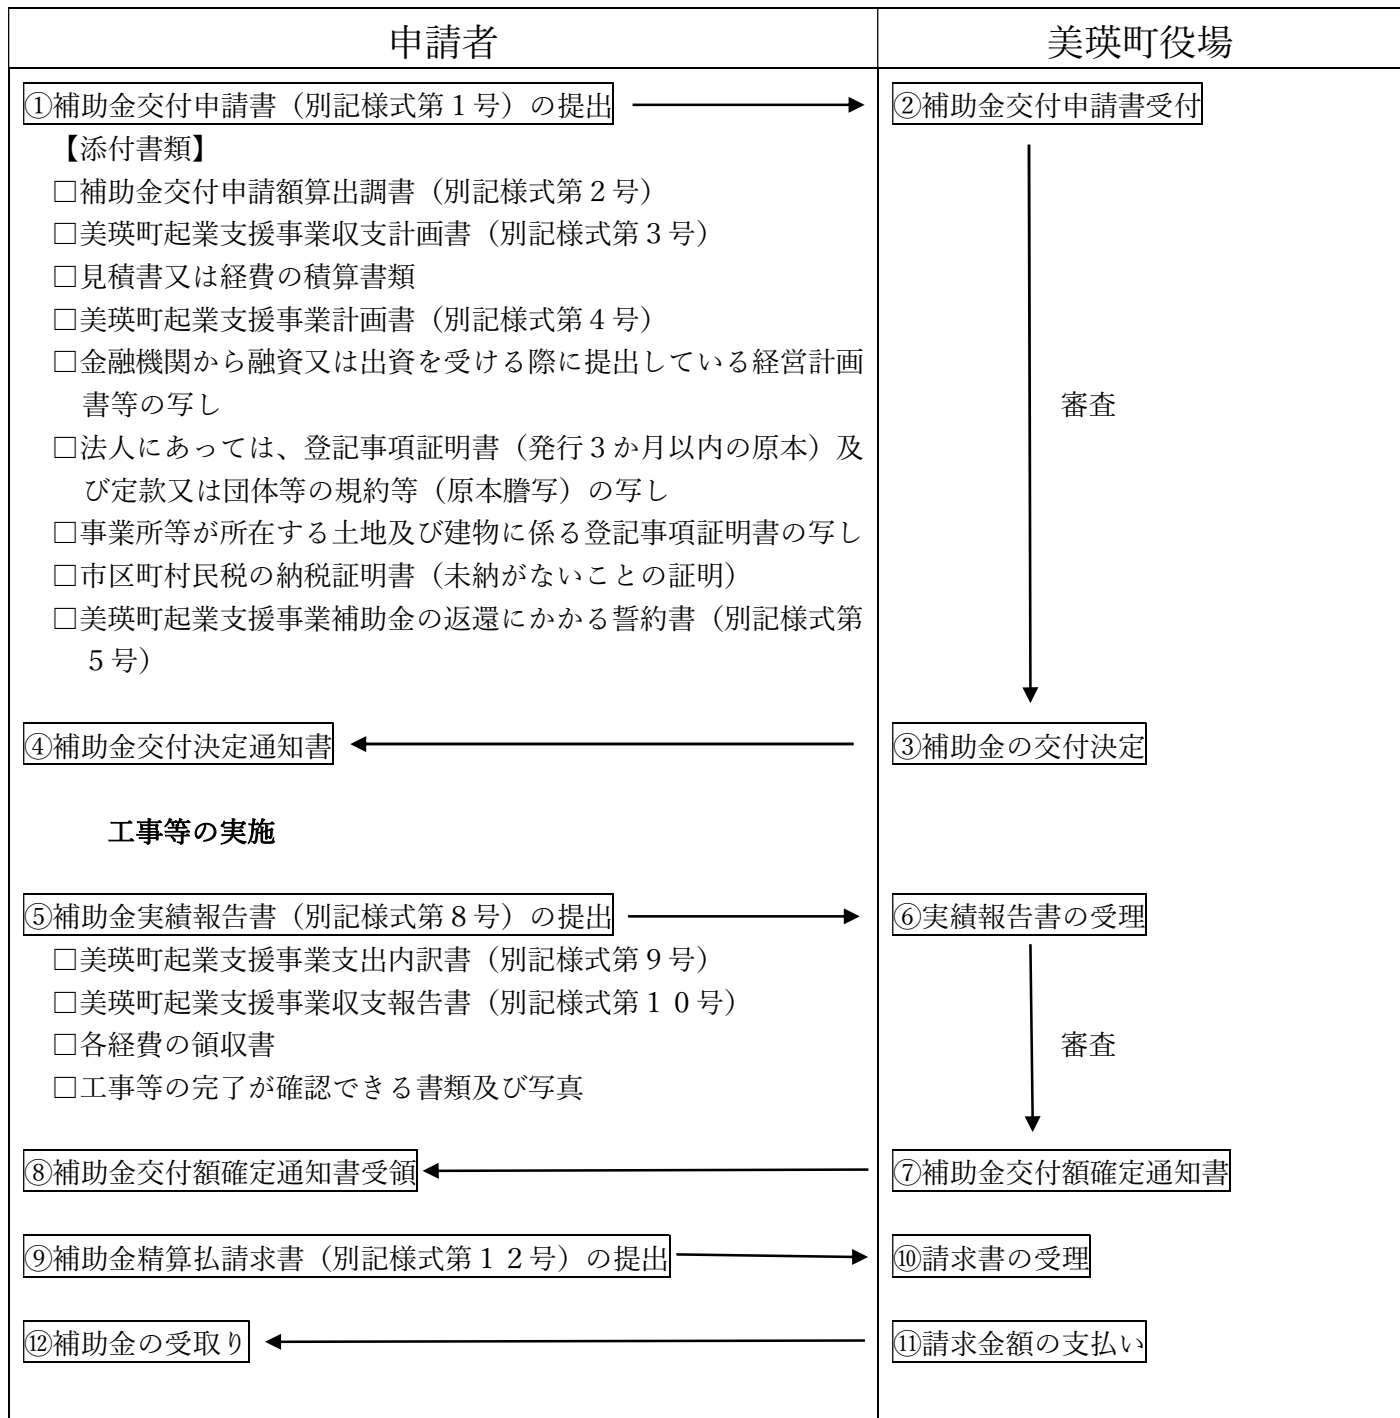 申請者
美瑛町役場
①補助金交付申請書（別記様式第１号）の提出
②補助金交付申請書受付
【添付書類】
□補助金交付申請額算出調書（別記様式第２号）
□美瑛町起業支援事業収支計画書（別記様式第３号）
□見積書又は経費の積算書類
□美瑛町起業支援事業計画書（別記様式第４号）
□金融機関から融資又は出資を受ける際に提出している経営計画
書等の写し
審査
□法人にあっては、登記事項証明書（発行３か月以内の原本）及
び定款又は団体等の規約等（原本謄写）の写し
□事業所等が所在する土地及び建物に係る登記事項証明書の写し
□市区町村民税の納税証明書（未納がないことの証明）
□美瑛町起業支援事業補助金の返還にかかる誓約書（別記様式第
５号）
④補助金交付決定通知書
③補助金の交付決定
工事等の実施
⑤補助金実績報告書（別記様式第８号）の提出
⑥実績報告書の受理
□美瑛町起業支援事業支出内訳書（別記様式第９号）
□美瑛町起業支援事業収支報告書（別記様式第１０号）
□各経費の領収書
審査
□工事等の完了が確認できる書類及び写真
⑧補助金交付額確定通知書受領
⑦補助金交付額確定通知書
⑨補助金精算払請求書（別記様式第１２号）の提出
⑩請求書の受理
⑫補助金の受取り
⑪請求金額の支払い